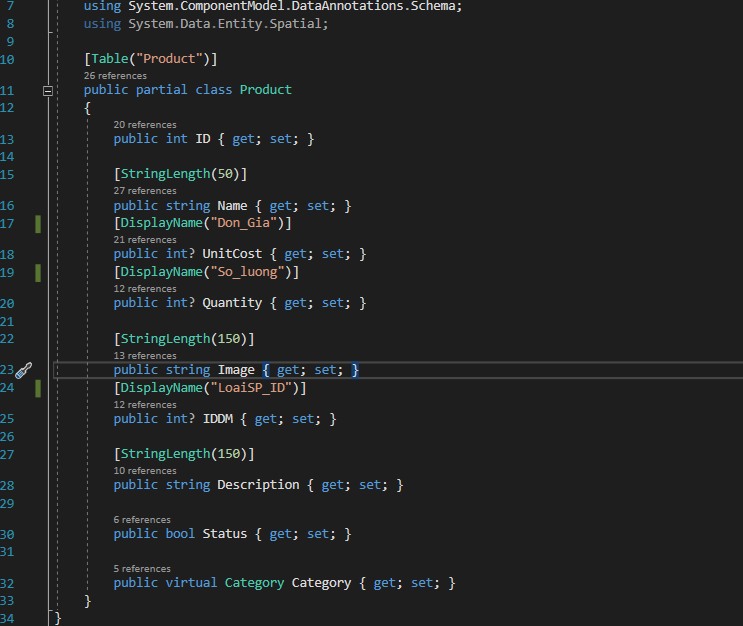 7 using System.ComponentModel.DataAnnotations.Schema;
8 using System.Data.Entity.Spatial;
9
10 [Table("Product")]
26 references
11 public partial class Product
12 {
20 references
13 public int ID { get; set; }
14
15 [StringLength(50)]
27 references
16 public string Name { get; set; }
17 [DisplayName("Don_Gia")]
21 references
18 public int? UnitCost { get; set; }
19 [DisplayName("So_luong")]
12 references
20 public int? Quantity { get; set; }
21
22 [StringLength(150)]
13 references
23 public string Image { get; set; }
24 [DisplayName("LoaiSP_ID")]
12 references
25 public int? IDDM { get; set; }
26
27 [StringLength(150)]
10 references
28 public string Description { get; set; }
29
6 references
30 public bool Status { get; set; }
31
5 references
32 public virtual Category Category { get; set; }
33 }
34 }